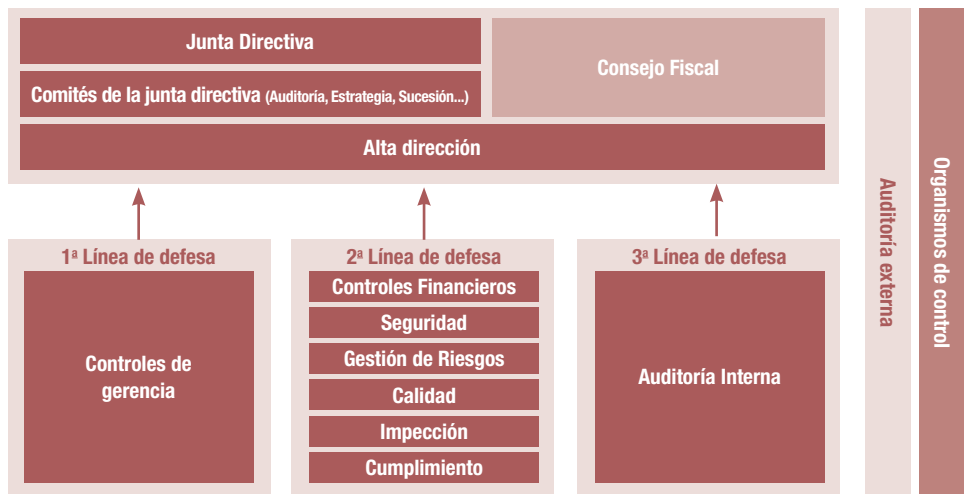 Junta Directiva
Comités de la junta directiva (Auditoría, Estrategia, Sucesión...)
Consejo Fiscal
Alta dirección
1ª Línea de defesa
Controles de
gerencia
2ª Línea de defesa
Controles Financieros
Seguridad
Gestión de Riesgos
Calidad
Impección
Cumplimiento
3ª Línea de defesa
Auditoría Interna
Auditoría externa
Organismos de control